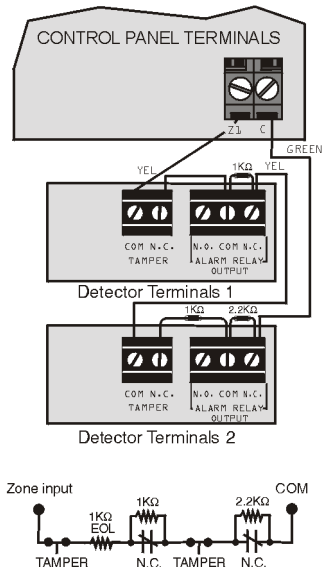 CONTROL PANEL TERMINALS
Z1 C
GREEN
YEL 1KΩ YEL
COM N.C. N.O. COM N.C.
TAMPER ALARM RELAY
OUTPUT
Detector Terminals 1
1KΩ 2.2KΩ
COM N.C. N.O. COM N.C.
TAMPER ALARM RELAY
OUTPUT
Detector Terminals 2
Zone input COM
1KΩ 2.2KΩ
1KΩ
EOL
TAMPER N.C. TAMPER N.C.